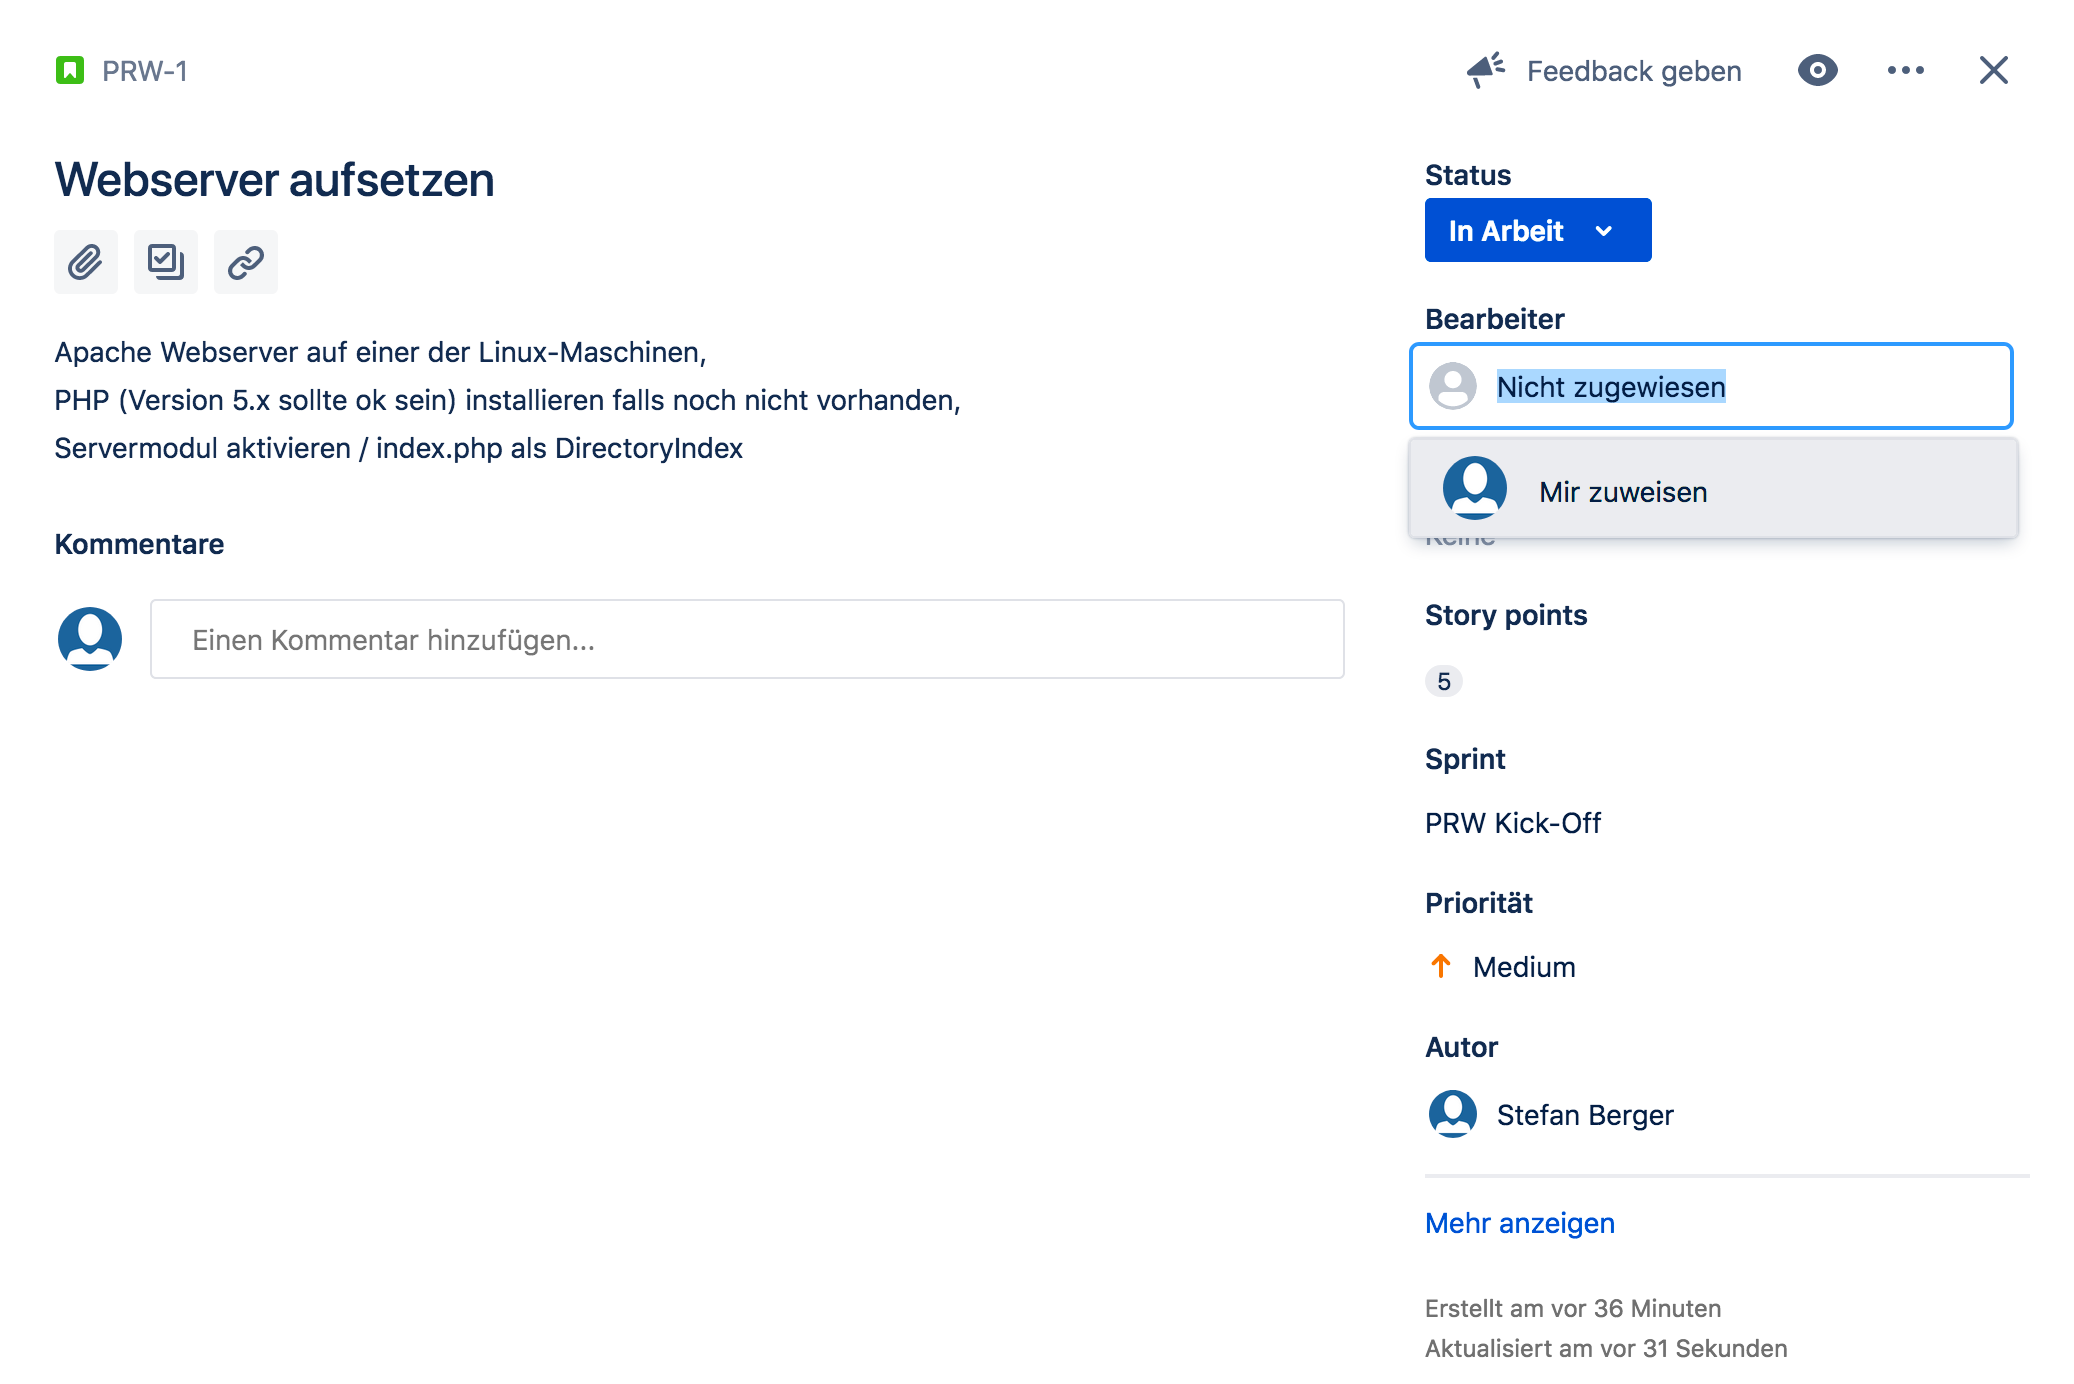 PRW-1
Feedback geben
Webserver aufsetzen
Apache Webserver auf einer der Linux-Maschinen,
PHP (Version 5.x sollte ok sein) installieren falls noch nicht vorhanden,
Servermodul aktivieren / index.php als DirectoryIndex
Kommentare
Einen Kommentar hinzufügen...
Status
In Arbeit
Bearbeiter
Nicht zugewiesen
Mir zuweisen
Keine
Story points
5
Sprint
PRW Kick-Off
Priorität
Medium
Autor
Stefan Berger
Mehr anzeigen
Erstellt am vor 36 Minuten
Aktualisiert am vor 31 Sekunden